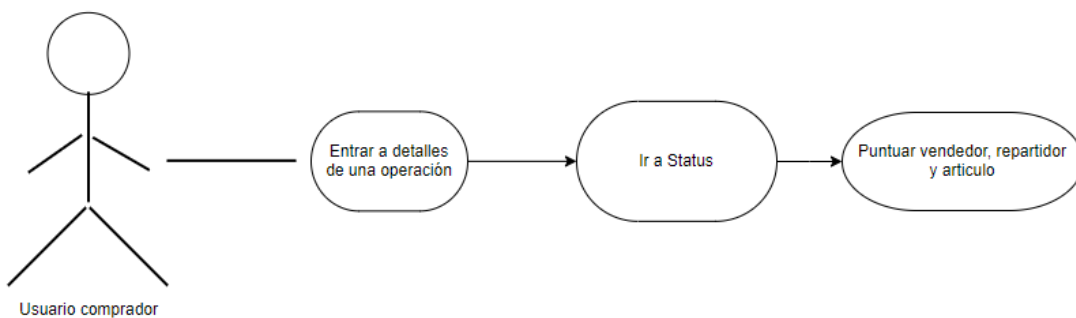 Entrar a detalles
de una operación
Ir a Status
Puntuar vendedor, repartidor
y articulo
Usuario comprador